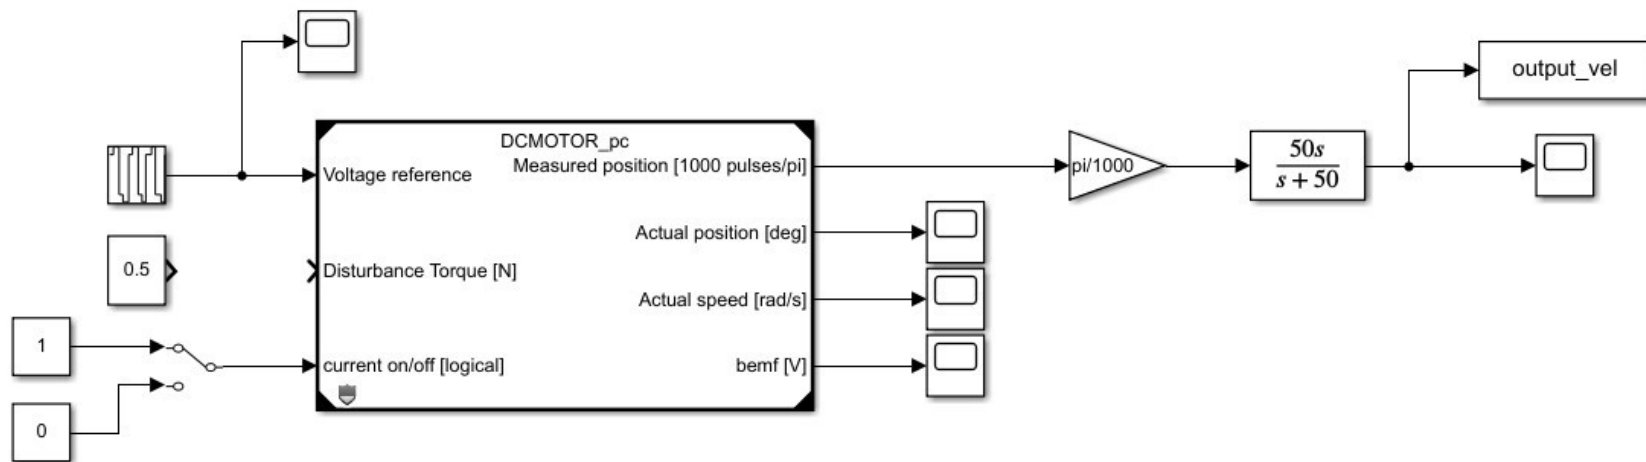 output_vel
DCMOTOR_pc
Voltage reference
Measured position [1000 pulses/pi]
pi/1000
50s
s + 50
Actual position [deg]
0.5
Disturbance Torque [N]
Actual speed [rad/s]
1
current on/off [logical]
bemf [V]
0